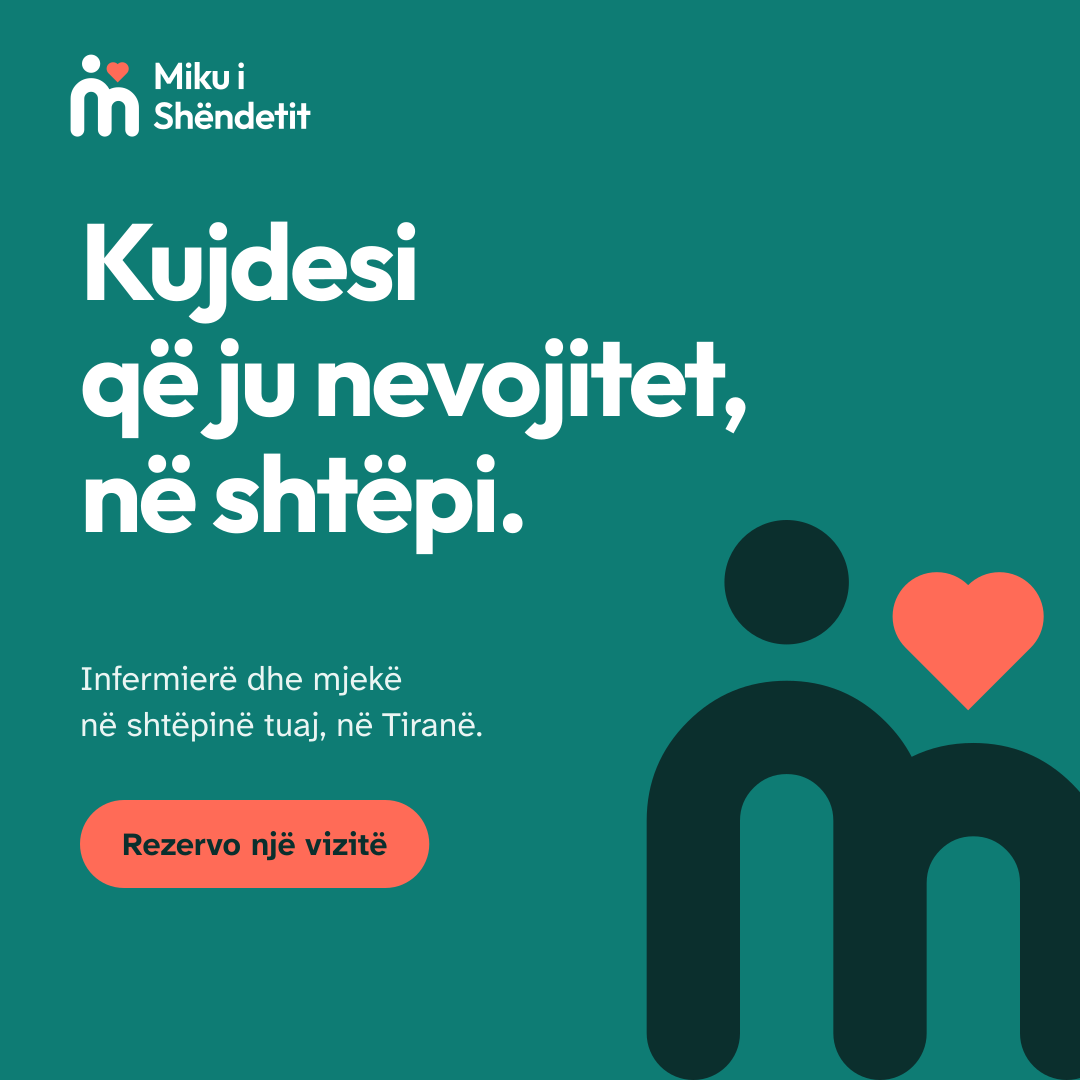 Miku i
Shëndetit
Kujdesi
që ju nevojitet,
në shtëpi.
Infermierë dhe mjekë
në shtëpinë tuaj, në Tiranë.
Rezervo një vizitë